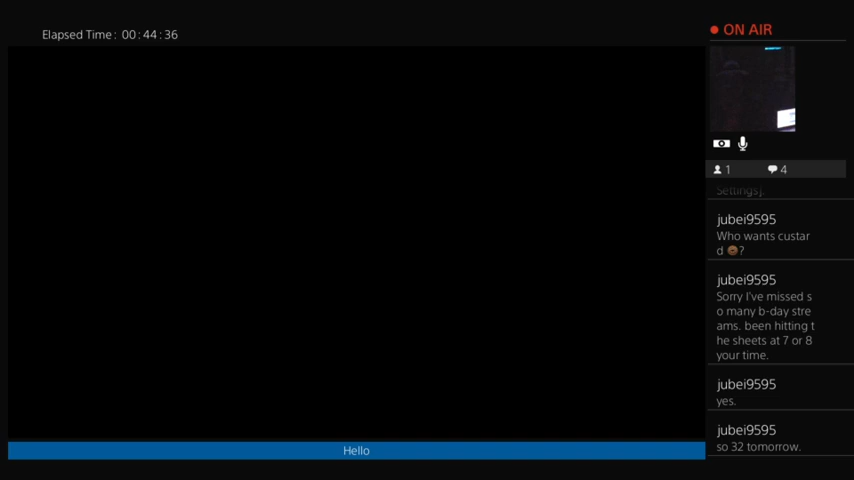 Elapsed Time : 00 : 44 : 36
ON AIR
1 4
Settings].
jubei9595
Who wants custar
d 🍩?
jubei9595
Sorry I've missed s
o many b-day stre
ams. been hitting t
he sheets at 7 or 8
your time.
jubei9595
yes.
jubei9595
so 32 tomorrow.
Hello